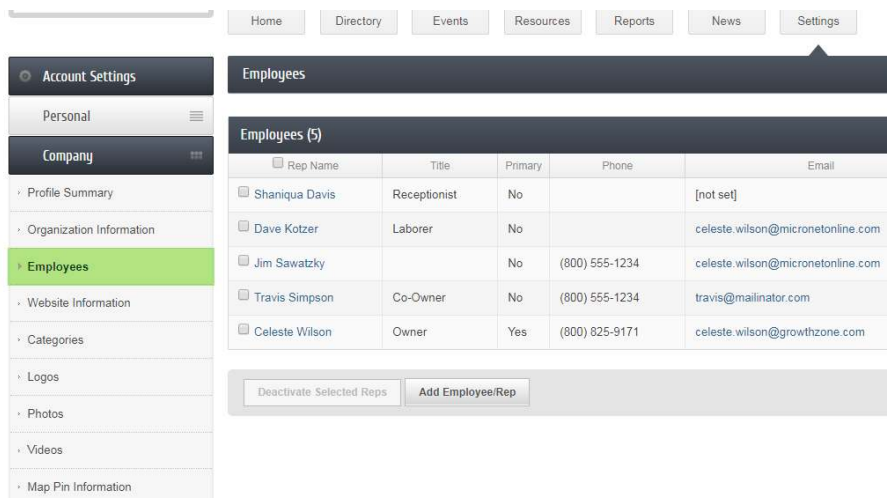 Home Directory Events Resources Reports News Settings
Account Settings
Personal
Company
Profile Summary
Organization Information
Employees
Website Information
Categories
Logos
Photos
Videos
Map Pin Information
Employees
Employees (5)
Rep Name Title Primary Phone Email
Shaniqua Davis Receptionist No [not set]
Dave Kotzer Laborer No celeste.wilson@micronetonline.com
Jim Sawatzky No (800) 555-1234 celeste.wilson@micronetonline.com
Travis Simpson Co-Owner No (800) 555-1234 travis@mailinator.com
Celeste Wilson Owner Yes (800) 825-9171 celeste.wilson@growthzone.com
Deactivate Selected Reps Add Employee/Rep